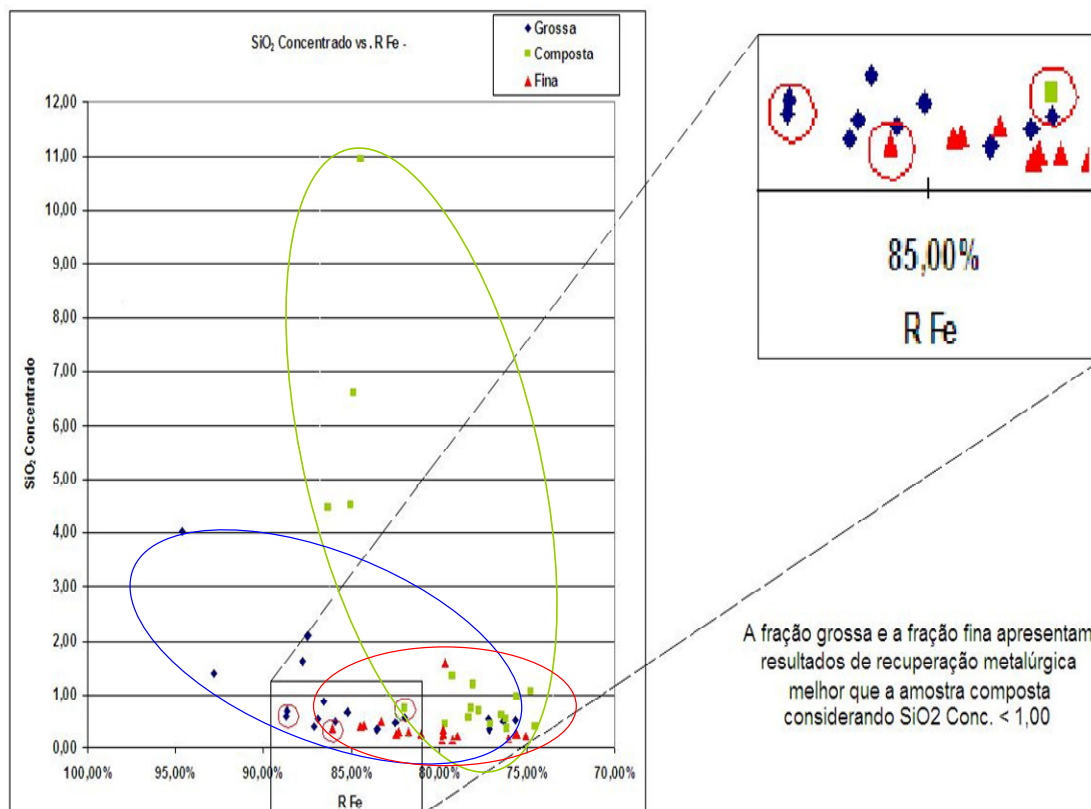 SiO₂ Concentrado vs. R Fe -
Grossa
Composta
Fina
12,00
11,00
10,00
9,00
8,00
7,00
6,00
5,00
4,00
3,00
2,00
1,00
0,00
SiO₂ Concentrado
100,00% 95,00% 90,00% 85,00% 80,00% 75,00% 70,00%
R Fe
85,00%
R Fe
A fração grossa e a fração fina apresentam
resultados de recuperação metalúrgica
melhor que a amostra composta
considerando SiO2 Conc. < 1,00